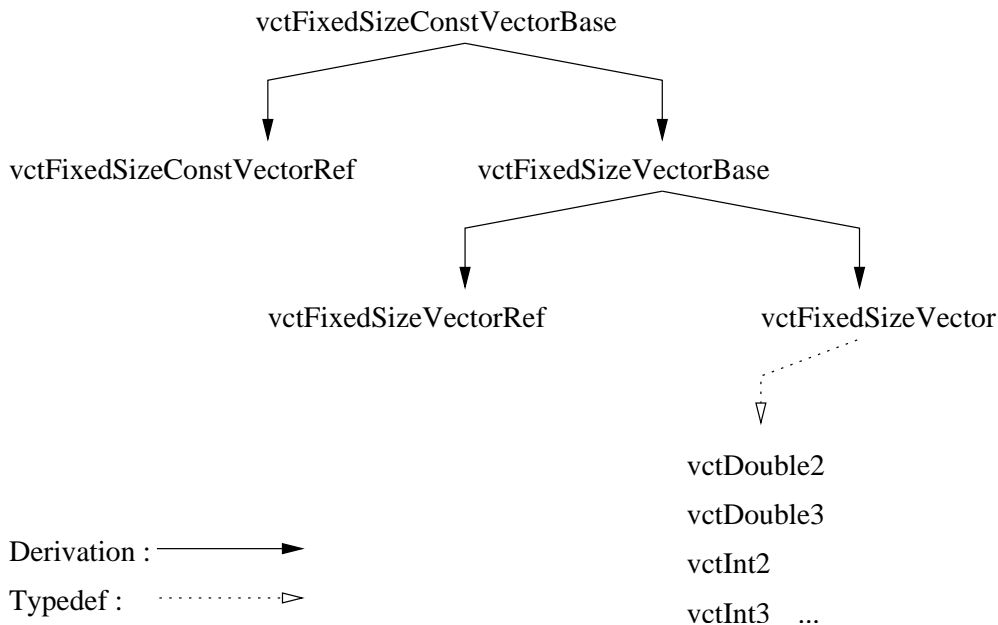 vctFixedSizeConstVectorBase
vctFixedSizeConstVectorRef
vctFixedSizeVectorBase
vctFixedSizeVectorRef
vctFixedSizeVector
vctDouble2
vctDouble3
vctInt2
vctInt3 ...
Derivation :
Typedef :